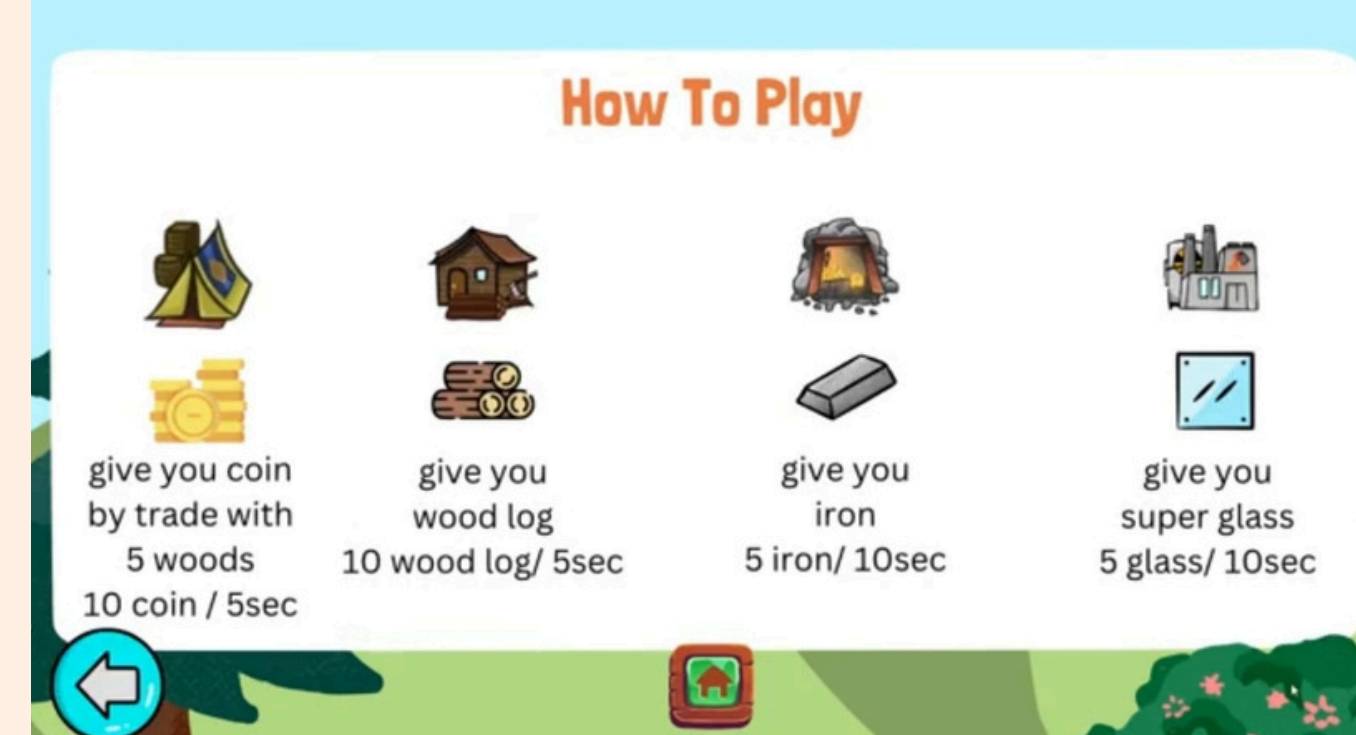 How To Play
give you coin
by trade with
5 woods
10 coin / 5sec
give you
wood log
10 wood log/ 5sec
give you
iron
5 iron/ 10sec
give you
super glass
5 glass/ 10sec